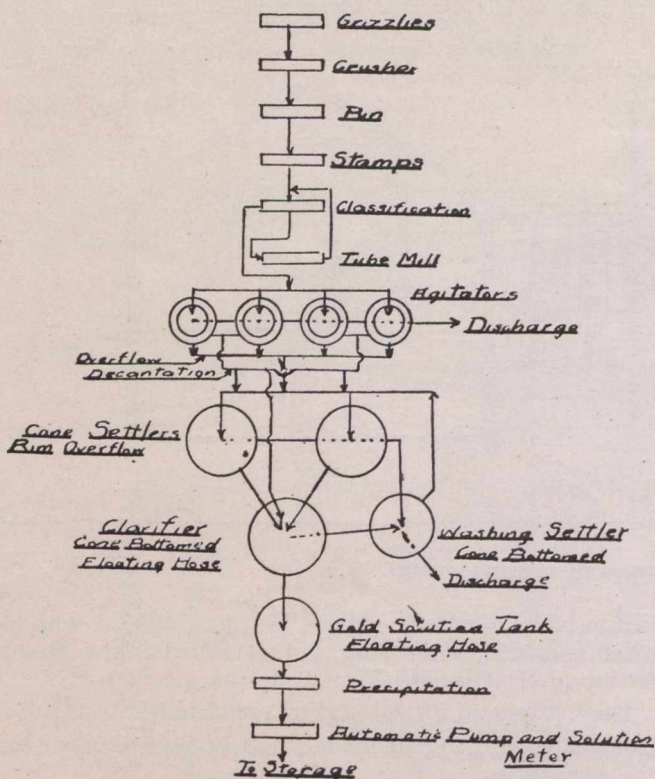 Grizzlies
Crusher
Bin
Stamps
Classification
Tube Mill
Agitators
Discharge
Overflow
Decantation
Cone Settlers
Rim Overflow
Clarifier
Cone Bottomed
Floating Hose
Washing Settler
Cone Bottomed
Discharge
Gold Solution Tank
Floating Hose
Precipitation
Automatic Pump and Solution
Meter
To Storage